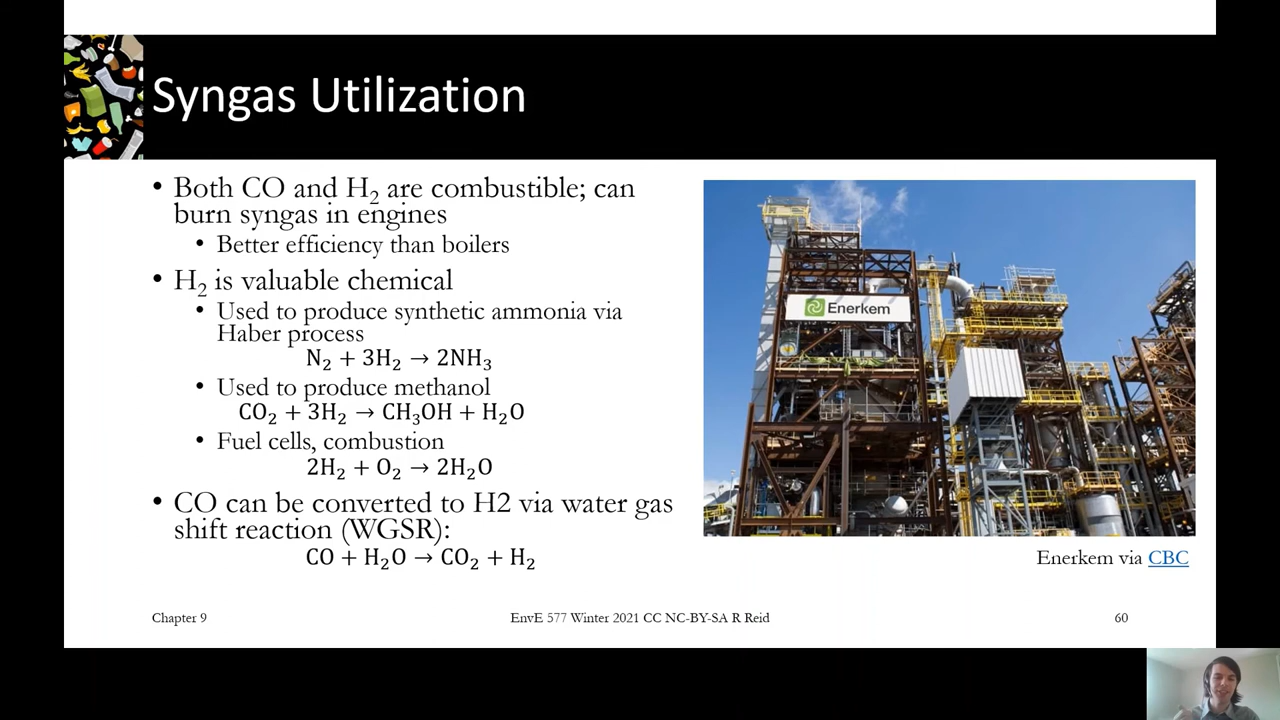 Syngas Utilization
• Both CO and H₂ are combustible; can
burn syngas in engines
• Better efficiency than boilers
• H₂ is valuable chemical
• Used to produce synthetic ammonia via
Haber process
N₂ + 3H₂ → 2NH₃
• Used to produce methanol
CO₂ + 3H₂ → CH₃OH + H₂O
• Fuel cells, combustion
2H₂ + O₂ → 2H₂O
• CO can be converted to H2 via water gas
shift reaction (WGSR):
CO + H₂O → CO₂ + H₂
Enerkem
Enerkem via CBC
Chapter 9
EnvE 577 Winter 2021 CC NC-BY-SA R Reid
60